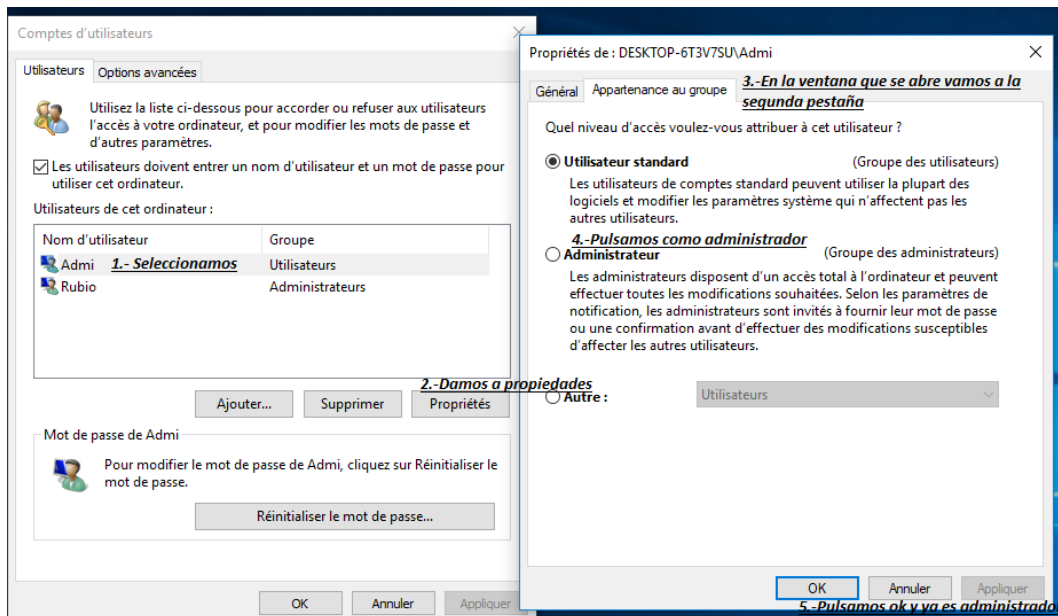 Comptes d'utilisateurs
Utilisateurs
Options avancées
Utilisez la liste ci-dessous pour accorder ou refuser aux utilisateurs
l'accès à votre ordinateur, et pour modifier les mots de passe et
d'autres paramètres.
Les utilisateurs doivent entrer un nom d'utilisateur et un mot de passe pour
utiliser cet ordinateur.
Utilisateurs de cet ordinateur :
Nom d'utilisateur
Groupe
Admi
1.- Seleccionamos
Utilisateurs
Rubio
Administrateurs
2.-Damos a propiedades
Ajouter...
Supprimer
Propriétés
Mot de passe de Admi
Pour modifier le mot de passe de Admi, cliquez sur Réinitialiser le
mot de passe.
Réinitialiser le mot de passe...
OK
Annuler
Appliquer
Propriétés de : DESKTOP-6T3V7SU\Admi
Général
Appartenance au groupe
3.-En la ventana que se abre vamos a la
segunda pestaña
Quel niveau d'accès voulez-vous attribuer à cet utilisateur ?
Utilisateur standard
(Groupe des utilisateurs)
Les utilisateurs de comptes standard peuvent utiliser la plupart des
logiciels et modifier les paramètres système qui n'affectent pas les
autres utilisateurs.
4.-Pulsamos como administrador
Administrateur
(Groupe des administrateurs)
Les administrateurs disposent d'un accès total à l'ordinateur et peuvent
effectuer toutes les modifications souhaitées. Selon les paramètres de
notification, les administrateurs sont invités à fournir leur mot de passe
ou une confirmation avant d'effectuer des modifications susceptibles
d'affecter les autres utilisateurs.
Autre :
Utilisateurs
OK
Annuler
Appliquer
5.-Pulsamos ok y ya es administrado